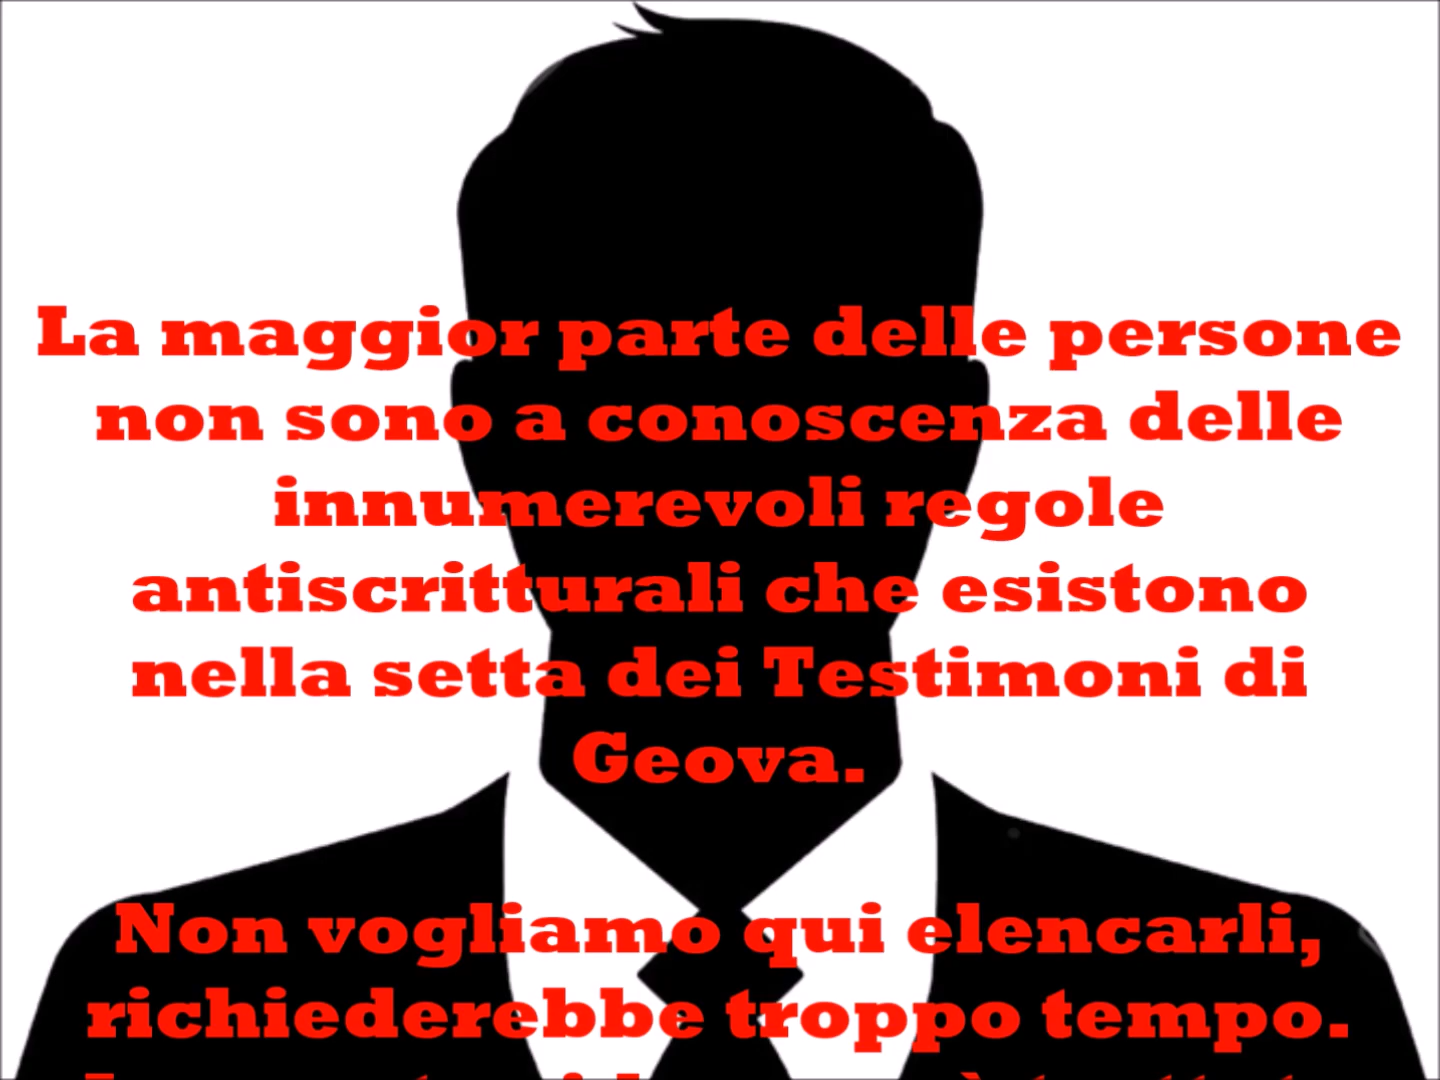 La maggior parte delle persone
non sono a conoscenza delle
innumerevoli regole
antiscritturali che esistono
nella setta dei Testimoni di
Geova.
Non vogliamo qui elencarli,
richiederebbe troppo tempo.